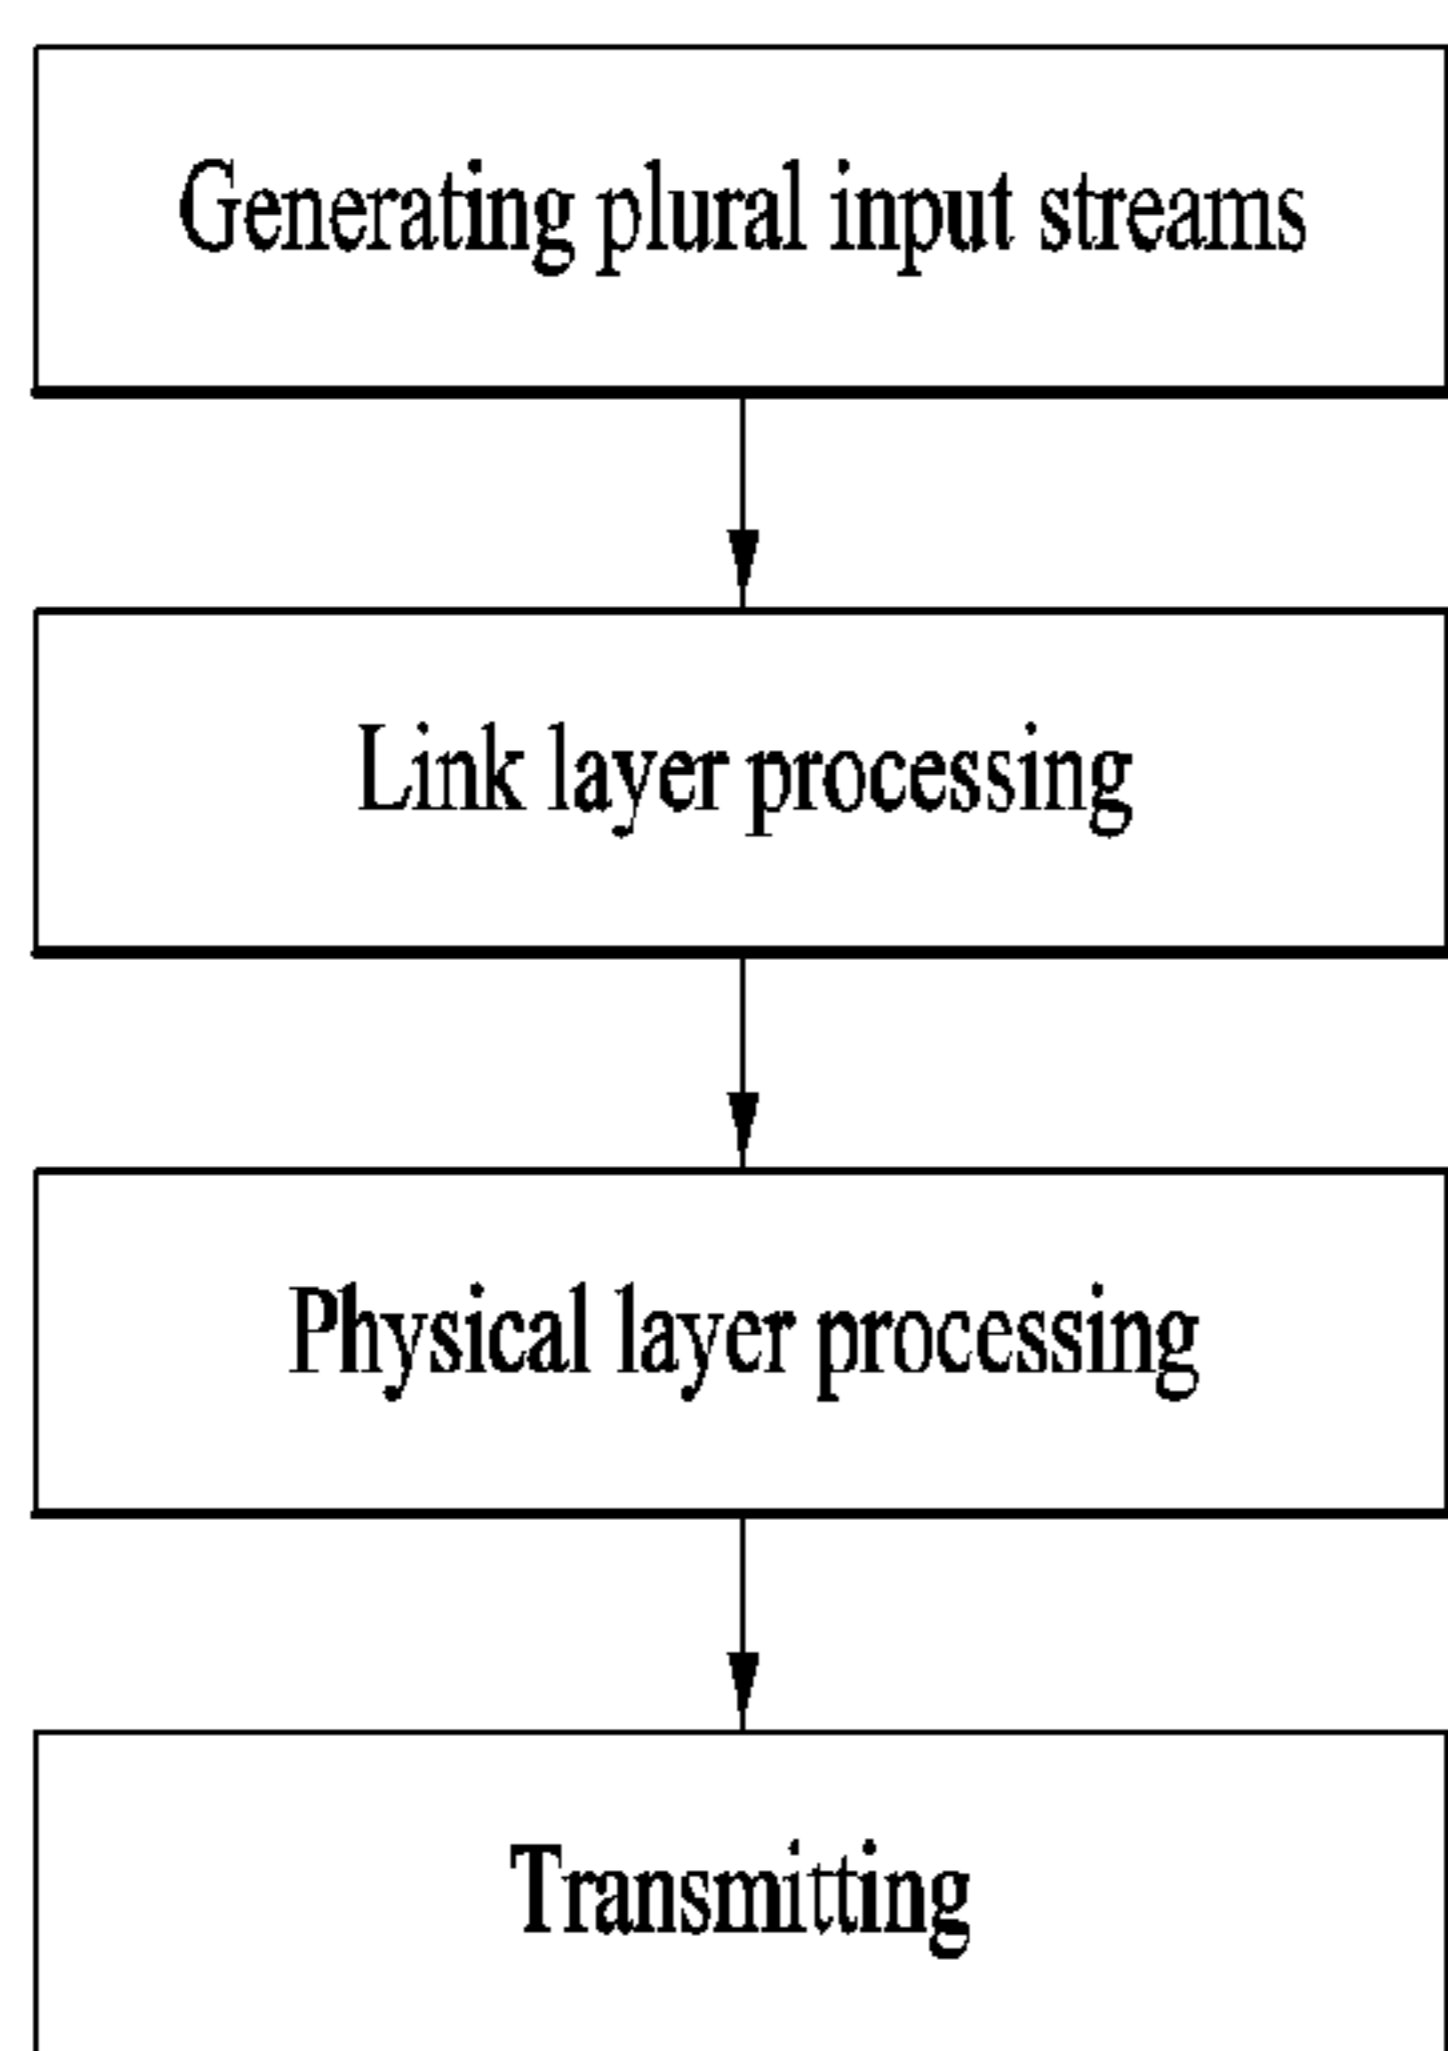 Generating plural input streams
Link layer processing
Physical layer processing
Transmitting